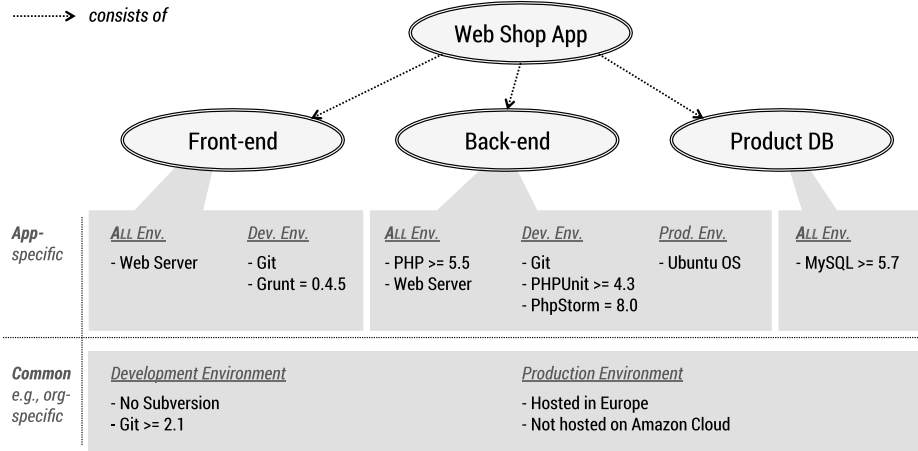 consists of
Web Shop App
Front-end
Back-end
Product DB
App-
specific
ALL Env.
- Web Server
Dev. Env.
- Git
- Grunt = 0.4.5
ALL Env.
- PHP >= 5.5
- Web Server
Dev. Env.
- Git
- PHPUnit >= 4.3
- PhpStorm = 8.0
Prod. Env.
- Ubuntu OS
ALL Env.
- MySQL >= 5.7
Common
e.g., org-
specific
Development Environment
- No Subversion
- Git >= 2.1
Production Environment
- Hosted in Europe
- Not hosted on Amazon Cloud